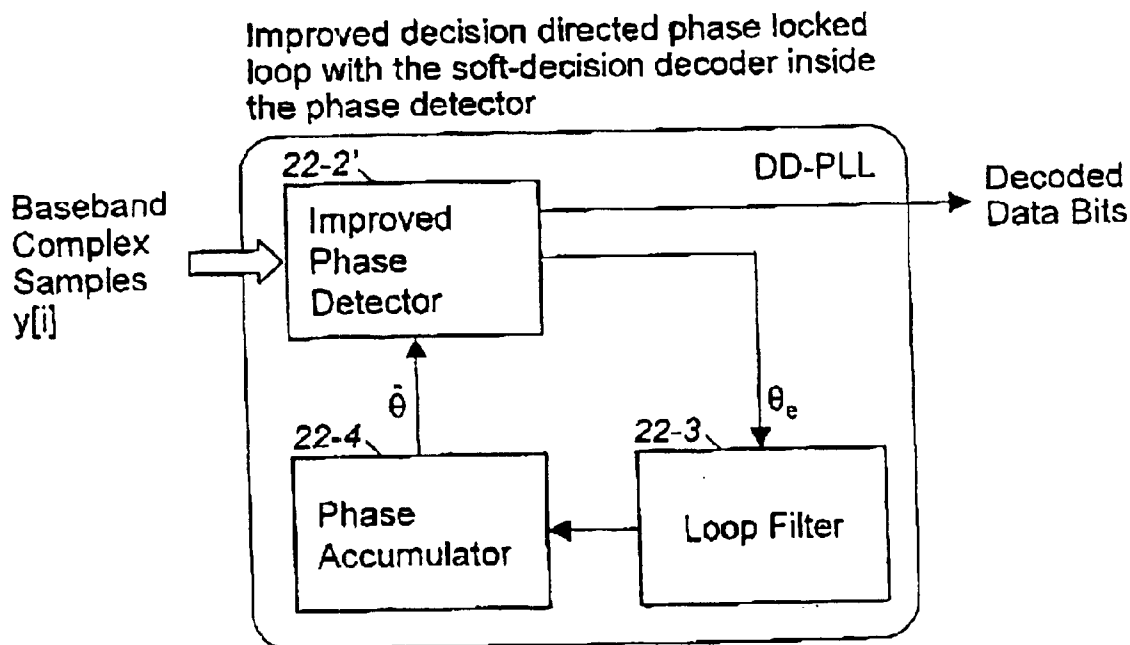 Improved decision directed phase locked
loop with the soft-decision decoder inside
the phase detector
22-2'
DD-PLL
Baseband
Complex
Samples
y[i]
Improved
Phase
Detector
Decoded
Data Bits
θ̂
θe
22-4
22-3
Phase
Accumulator
Loop Filter